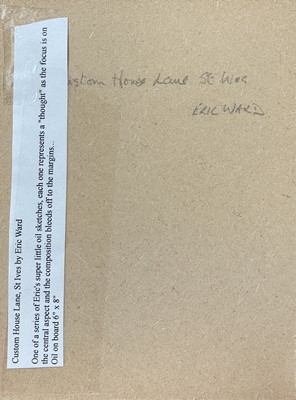 Custom House Lane, St Ives by Eric Ward
One of a series of Eric's super little oil sketches, each one represents a "thought" as the focus is on
the central aspect and the composition bleeds off to the margins...
Oil on board 6" x 8"
House Lane St
ERIC WARD